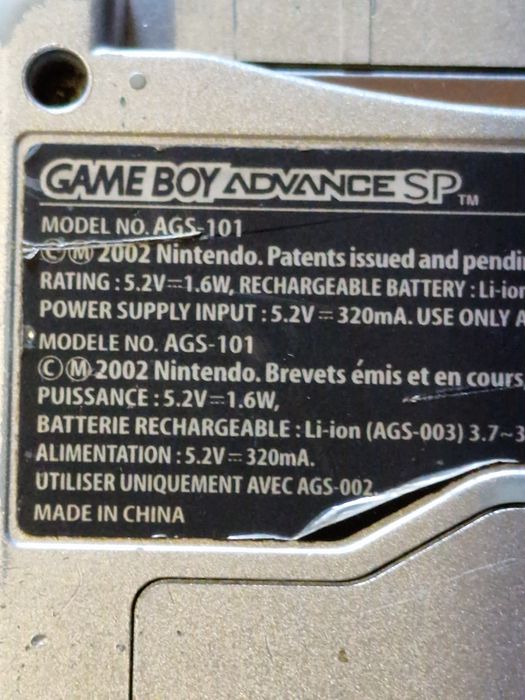 GAME BOY ADVANCE SP TM
MODEL NO. AGS-101
© Ⓜ 2002 Nintendo. Patents issued and pendi
RATING : 5.2V⎓1.6W, RECHARGEABLE BATTERY : Li-ion
POWER SUPPLY INPUT : 5.2V⎓320mA. USE ONLY A
MODELE NO. AGS-101
© Ⓜ 2002 Nintendo. Brevets émis et en cours.
PUISSANCE : 5.2V⎓1.6W,
BATTERIE RECHARGEABLE : Li-ion (AGS-003) 3.7~3
ALIMENTATION : 5.2V⎓320mA.
UTILISER UNIQUEMENT AVEC AGS-002.
MADE IN CHINA